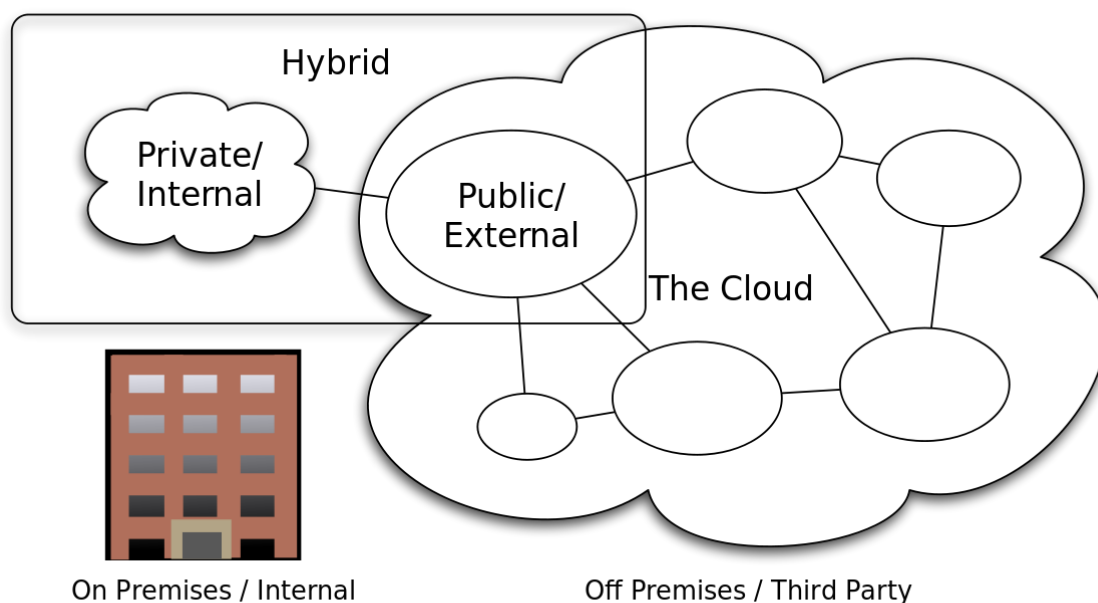 Hybrid
Private/
Internal
Public/
External
The Cloud
On Premises / Internal
Off Premises / Third Party